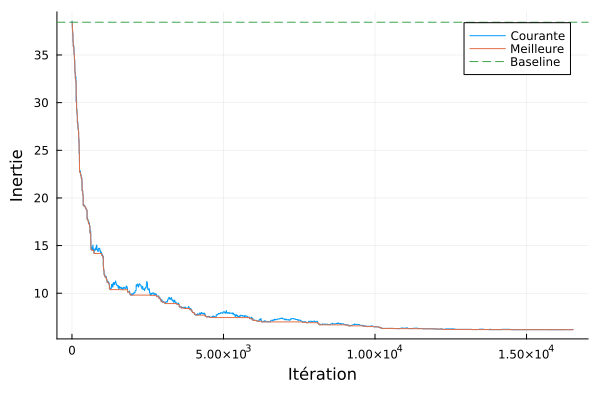 Courante
Meilleure
Baseline
Inertie
35
30
25
20
15
10
0
5.00×10³
1.00×10⁴
1.50×10⁴
Itération